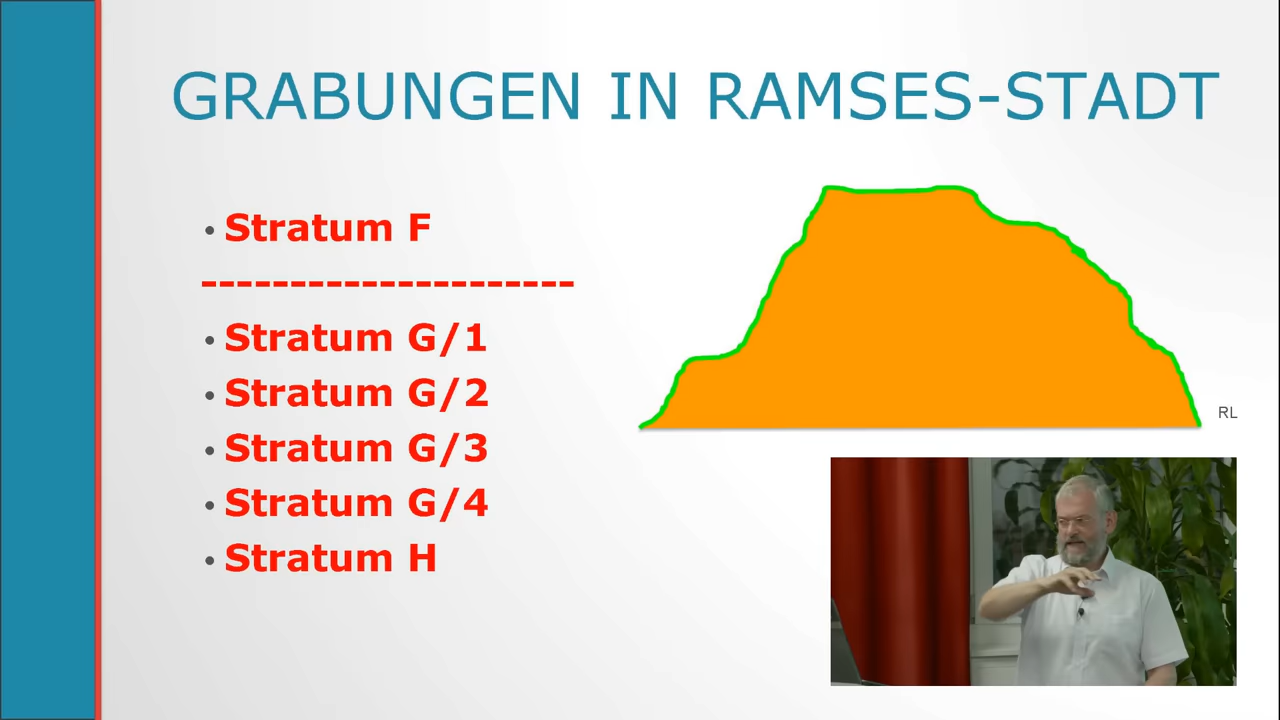 GRABUNGEN IN RAMSES-STADT
• Stratum F
---------------------
• Stratum G/1
• Stratum G/2
• Stratum G/3
• Stratum G/4
• Stratum H
RL